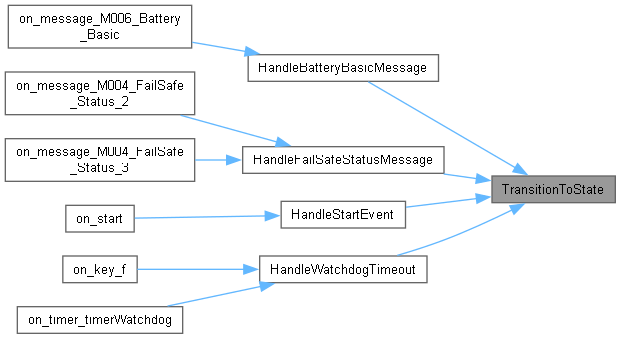 on_message_M006_Battery
_Basic
HandleBatteryBasicMessage
on_message_M004_FailSafe
_Status_2
on_message_M004_FailSafe
_Status_3
HandleFailSafeStatusMessage
TransitionToState
on_start
HandleStartEvent
on_key_f
HandleWatchdogTimeout
on_timer_timerWatchdog